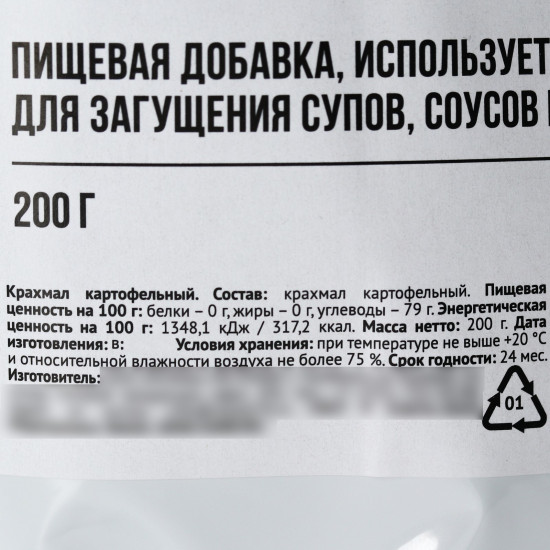 ПИЩЕВАЯ ДОБАВКА, ИСПОЛЬЗУЕТ
ДЛЯ ЗАГУЩЕНИЯ СУПОВ, СОУСОВ
200 Г
Крахмал картофельный. Состав: крахмал картофельный. Пищевая
ценность на 100 г: белки – 0 г, жиры – 0 г, углеводы – 79 г. Энергетическая
ценность на 100 г: 1348,1 кДж / 317,2 ккал. Масса нетто: 200 г. Дата
изготовления: в: Условия хранения: при температуре не выше +20 °С
и относительной влажности воздуха не более 75 %. Срок годности: 24 мес.
Изготовитель:
01